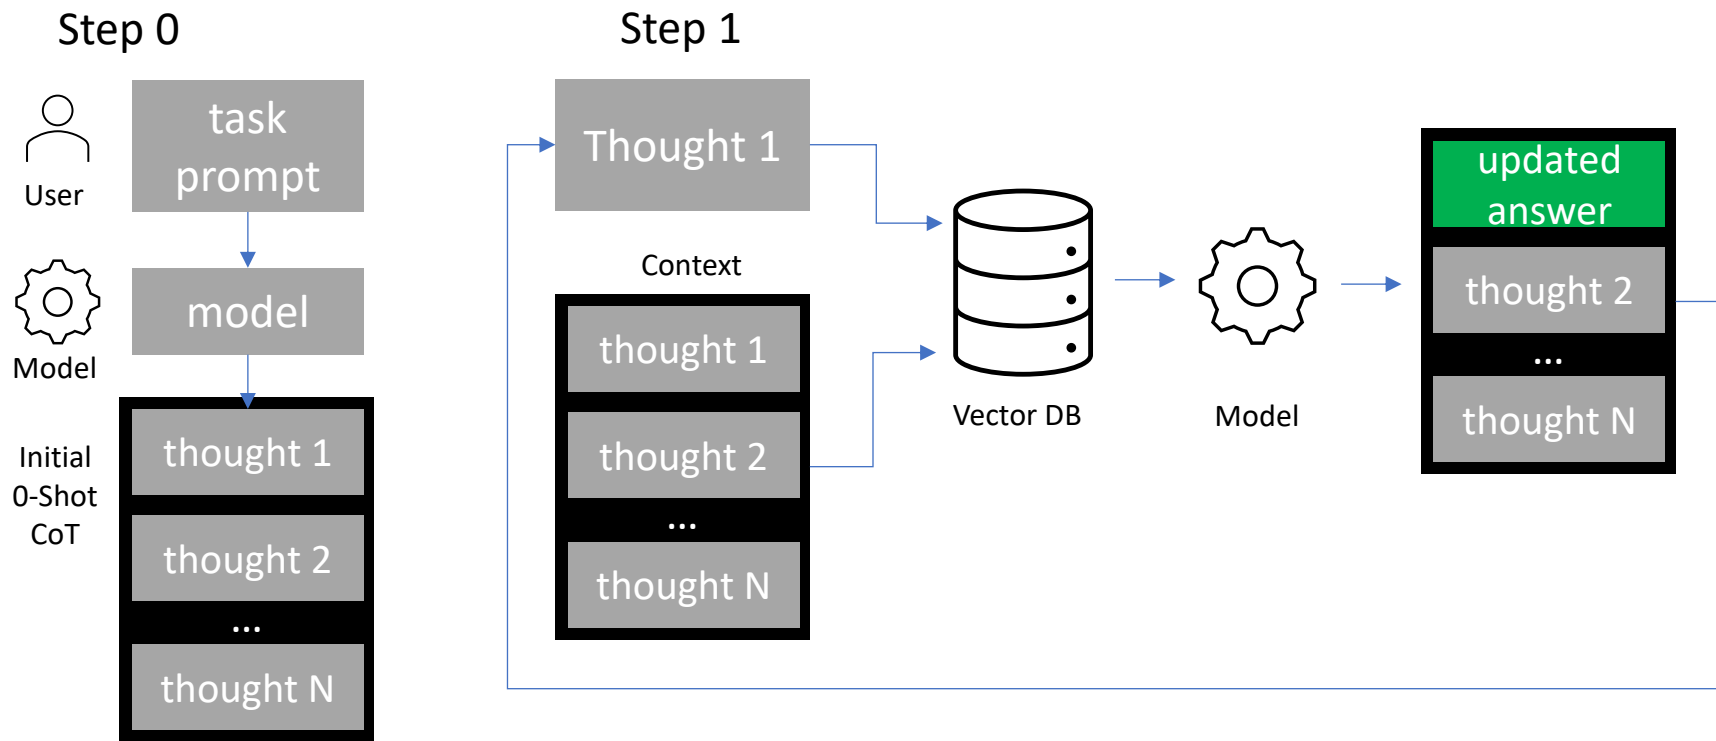 Step 0
task
prompt
User
model
Model
Initial
0-Shot
CoT
thought 1
thought 2
...
thought N
Step 1
Thought 1
Context
thought 1
thought 2
...
thought N
Vector DB
Model
updated
answer
thought 2
...
thought N